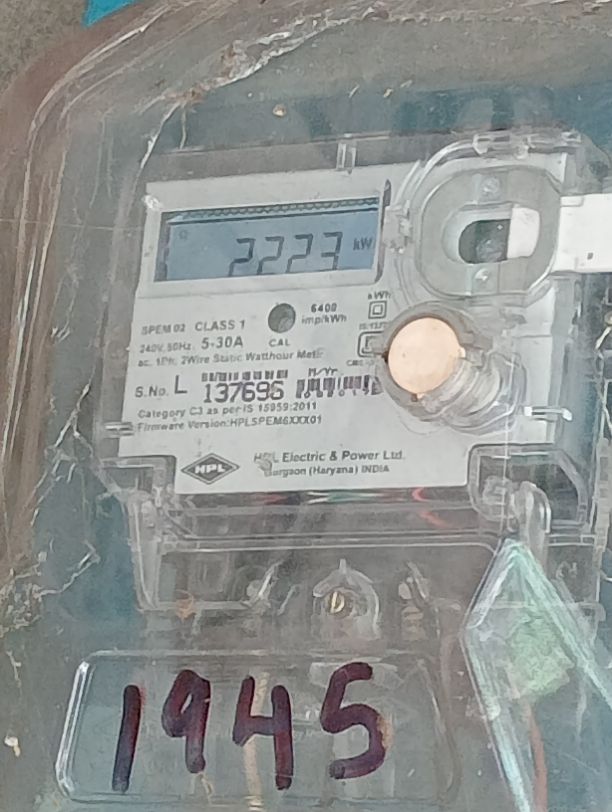 2223 kW
6400
imp/kWh
kWh
SPEM 02 CLASS 1
240V, 50Hz, 5-30A CAL
ac, 1Ph, 2Wire Static Watthour Meter
M/Yr.
S.No. L 137696
Category C3 as per IS 15959:2011
Firmware Version:HPLSPEM6XXX01
HPL
HPL Electric & Power Ltd.
Gurgaon (Haryana) INDIA
1945